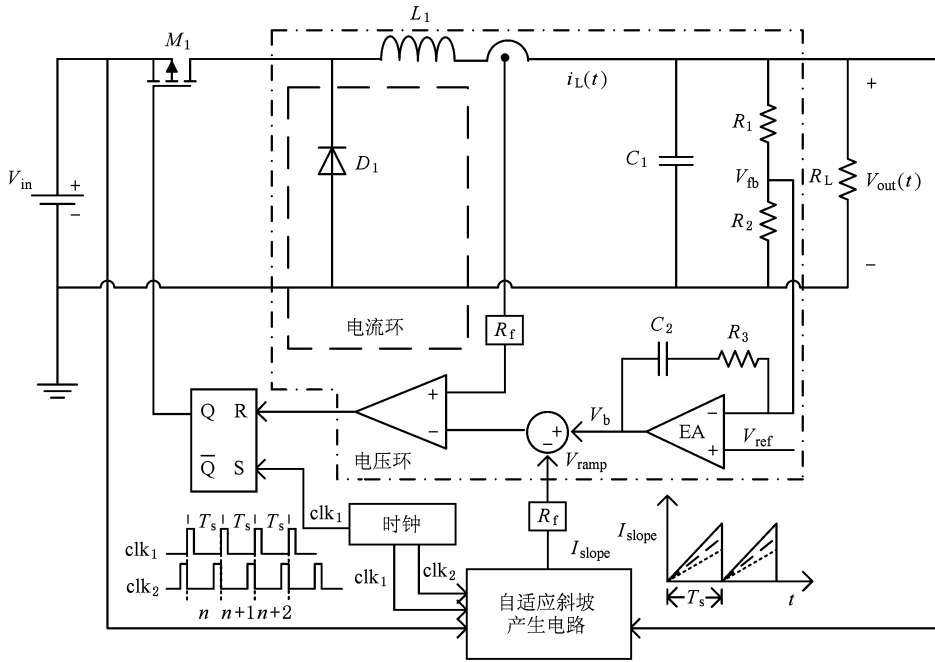 L1
M1
iL(t)
R1
C1
D1
Vin
+
-
Vfb
RL
Vout(t)
+
-
R2
电流环
Rf
C2
R3
Q R
Q̅ S
+
-
电压环
+
-
Vb
EA
-
+
Vref
Vramp
Rf
clk1
时钟
Ts Ts Ts
clk1
clk2
n n+1 n+2
clk1
clk2
Islope
自适应斜坡
产生电路
Islope
Ts
t